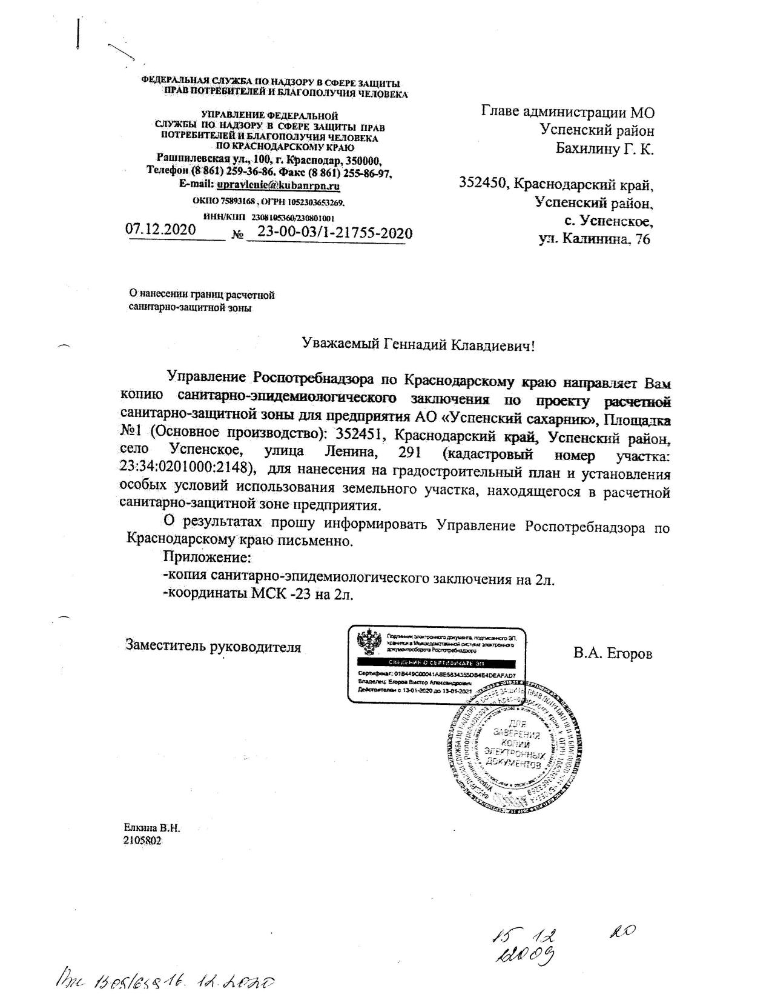 ФЕДЕРАЛЬНАЯ СЛУЖБА ПО НАДЗОРУ В СФЕРЕ ЗАЩИТЫ
ПРАВ ПОТРЕБИТЕЛЕЙ И БЛАГОПОЛУЧИЯ ЧЕЛОВЕКА
УПРАВЛЕНИЕ ФЕДЕРАЛЬНОЙ
СЛУЖБЫ ПО НАДЗОРУ В СФЕРЕ ЗАЩИТЫ ПРАВ
ПОТРЕБИТЕЛЕЙ И БЛАГОПОЛУЧИЯ ЧЕЛОВЕКА
ПО КРАСНОДАРСКОМУ КРАЮ
Рашпилевская ул., 100, г. Краснодар, 350000,
Телефон (8 861) 259-36-86. Факс (8 861) 255-86-97,
E-mail: upravlenie@kubanrpn.ru
ОКПО 75893168 , ОГРН 1052303653269.
ИНН/КПП 2308105360/230801001
07.12.2020 № 23-00-03/1-21755-2020
Главе администрации МО
Успенский район
Бахилину Г. К.
352450, Краснодарский край,
Успенский район,
с. Успенское,
ул. Калинина, 76
О нанесении границ расчетной
санитарно-защитной зоны
Уважаемый Геннадий Клавдиевич!
Управление Роспотребнадзора по Краснодарскому краю направляет Вам
копию санитарно-эпидемиологического заключения по проекту расчетной
санитарно-защитной зоны для предприятия АО «Успенский сахарник», Площадка
№1 (Основное производство): 352451, Краснодарский край, Успенский район,
село Успенское, улица Ленина, 291 (кадастровый номер участка:
23:34:0201000:2148), для нанесения на градостроительный план и установления
особых условий использования земельного участка, находящегося в расчетной
санитарно-защитной зоне предприятия.
О результатах прошу информировать Управление Роспотребнадзора по
Краснодарскому краю письменно.
Приложение:
-копия санитарно-эпидемиологического заключения на 2л.
-координаты МСК -23 на 2л.
Заместитель руководителя
Подлинник электронного документа, подписанного ЭП,
хранится в Межведомственной системе электронного
документооборота Роспотребнадзора
СВЕДЕНИЯ О СЕРТИФИКАТЕ ЭП
Владелец: Егоров Виктор Александрович
Действителен с 13-01-2020 до 13-01-2021
В.А. Егоров
ДЛЯ
ЗАВЕРЕНИЯ
КОПИЙ
ЭЛЕКТРОННЫХ
ДОКУМЕНТОВ
Елкина В.Н.
2105802
15 12 20
16. 12.2020